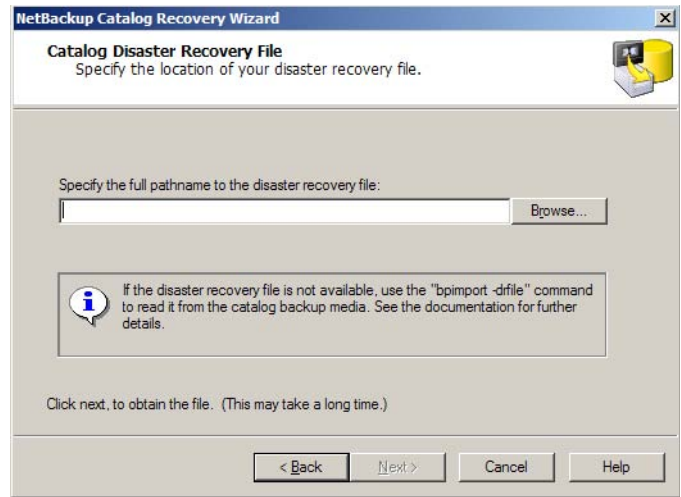 NetBackup Catalog Recovery Wizard
Catalog Disaster Recovery File
Specify the location of your disaster recovery file.
Specify the full pathname to the disaster recovery file:
Browse...
If the disaster recovery file is not available, use the "bpimport -drfile" command
to read it from the catalog backup media. See the documentation for further
details.
Click next, to obtain the file. (This may take a long time.)
< Back Next > Cancel Help